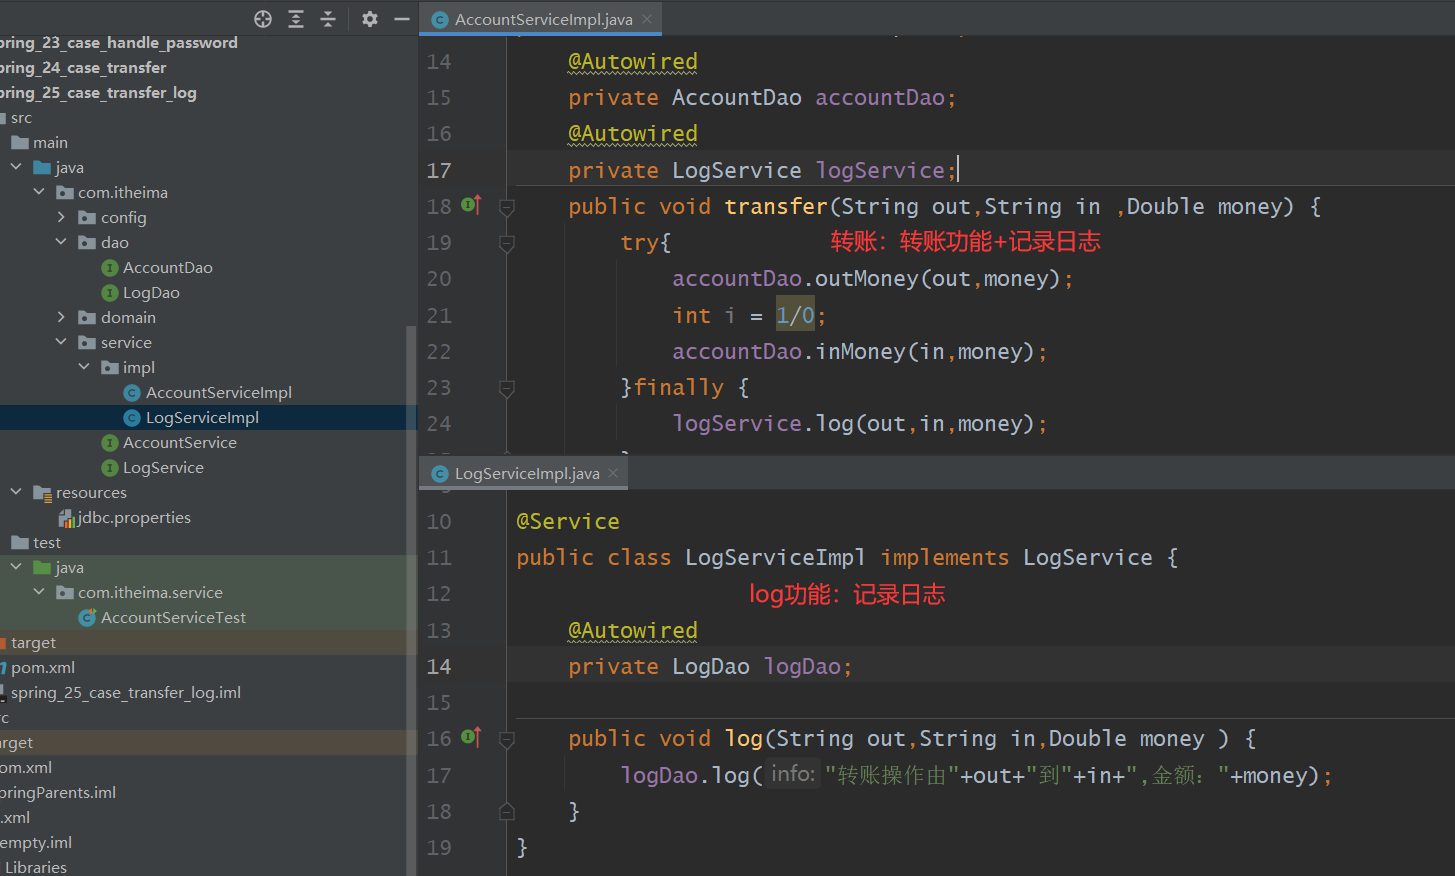 pring_23_case_handle_password
pring_24_case_transfer
pring_25_case_transfer_log
src
main
java
com.itheima
config
dao
AccountDao
LogDao
domain
service
impl
AccountServiceImpl
LogServiceImpl
AccountService
LogService
resources
jdbc.properties
test
java
com.itheima.service
AccountServiceTest
target
pom.xml
spring_25_case_transfer_log.iml
rc
arget
om.xml
pringParents.iml
.xml
empty.iml
Libraries
AccountServiceImpl.java
14 @Autowired
15 private AccountDao accountDao;
16 @Autowired
17 private LogService logService;
18 public void transfer(String out,String in ,Double money) {
19 try{ 转账：转账功能+记录日志
20 accountDao.outMoney(out,money);
21 int i = 1/0;
22 accountDao.inMoney(in,money);
23 }finally {
24 logService.log(out,in,money);
LogServiceImpl.java
10 @Service
11 public class LogServiceImpl implements LogService {
12 log功能：记录日志
13 @Autowired
14 private LogDao logDao;
15
16 public void log(String out,String in,Double money ) {
17 logDao.log( info: "转账操作由"+out+"到"+in+",金额："+money);
18 }
19 }